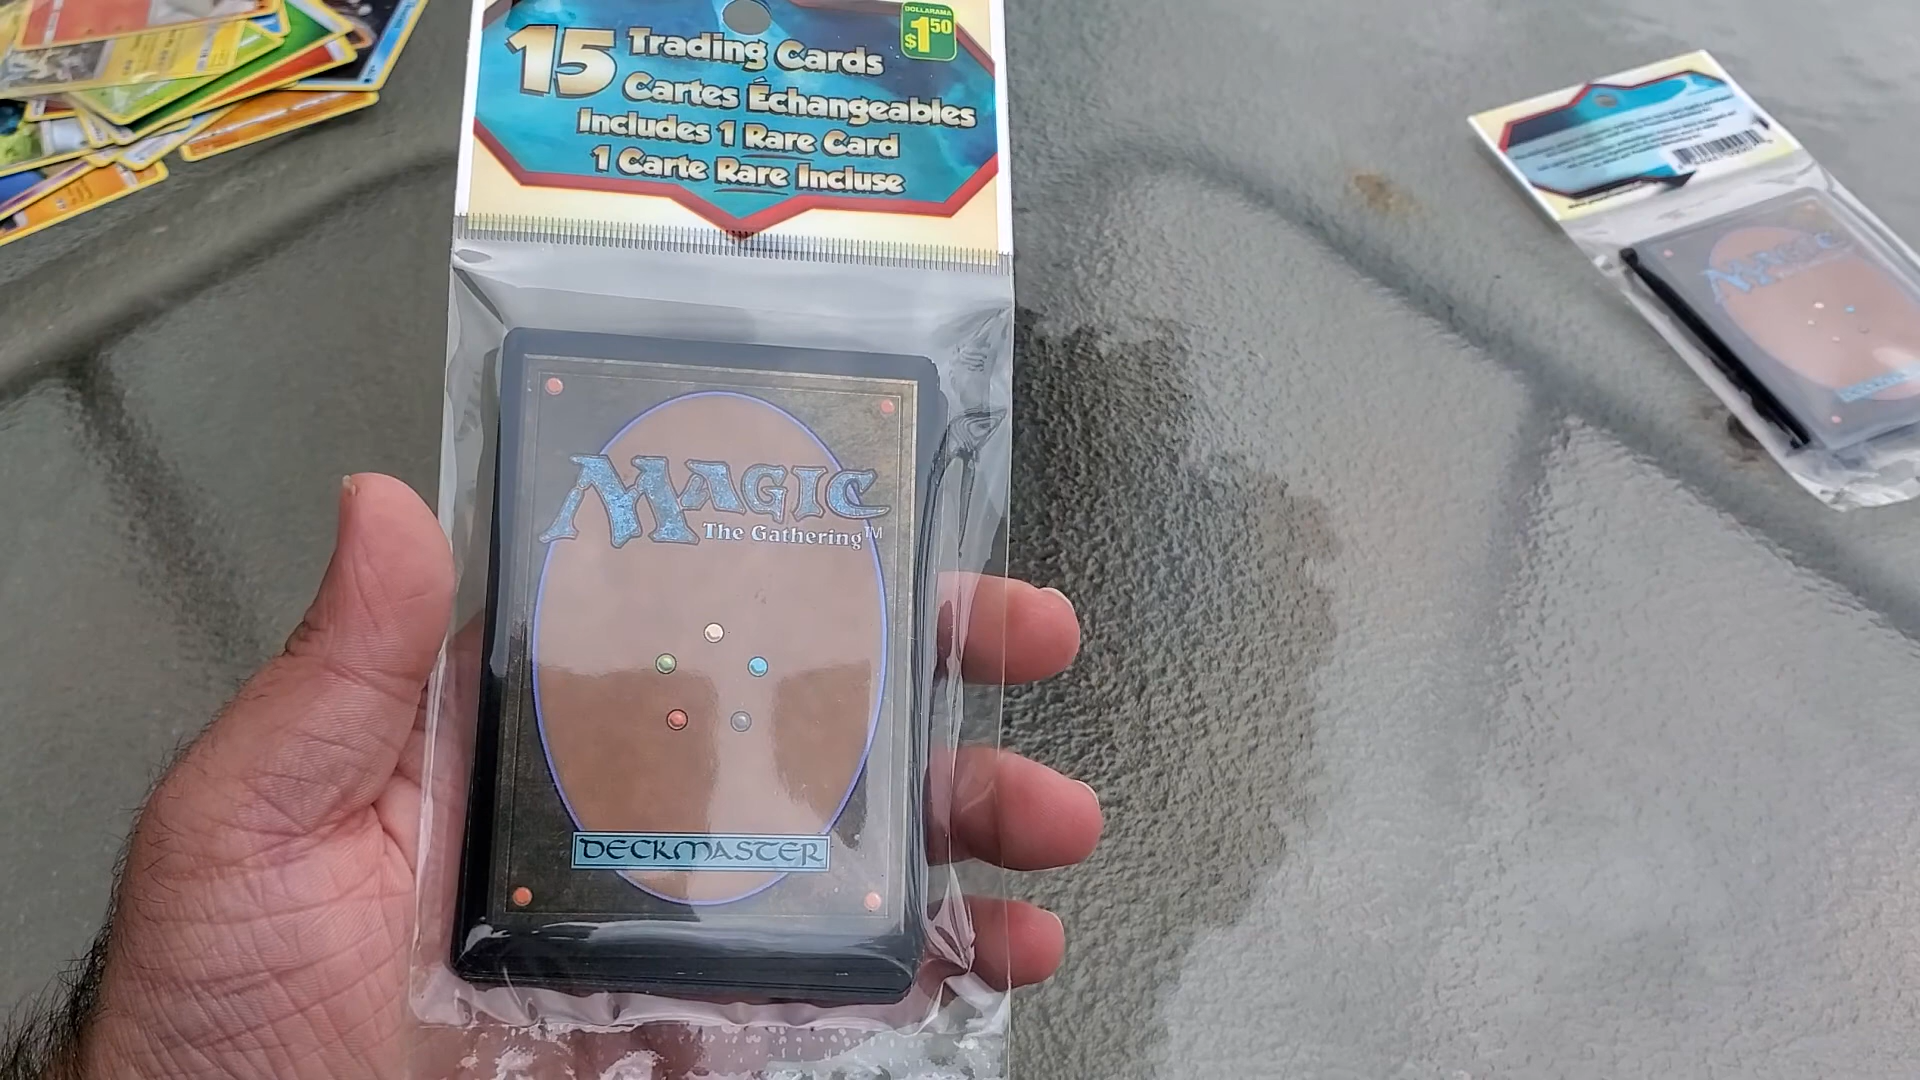 DOLLARAMA
$1.50
15 Trading Cards
Cartes Échangeables
Includes 1 Rare Card
1 Carte Rare Incluse
MAGIC
The Gathering™
DECKMASTER
MAGIC